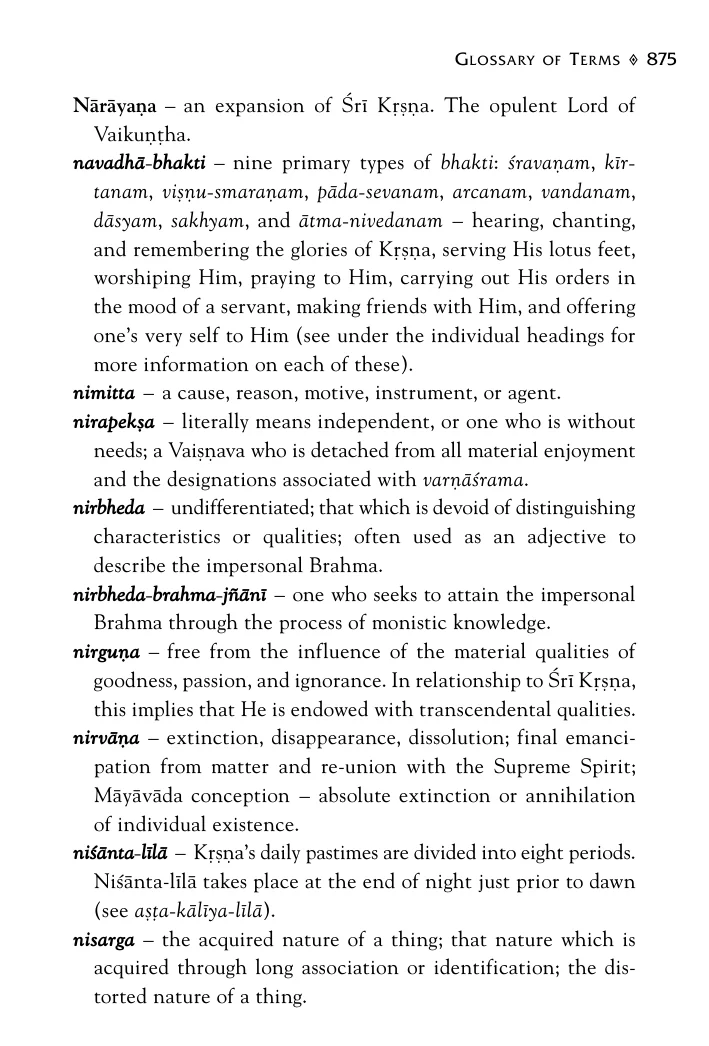 Glossary of Terms ◊ 875
Nārāyaṇa – an expansion of Śrī Kṛṣṇa. The opulent Lord of
Vaikuṇṭha.
navadhā-bhakti – nine primary types of bhakti: śravaṇam, kīr-
tanam, viṣṇu-smaraṇam, pāda-sevanam, arcanam, vandanam,
dāsyam, sakhyam, and ātma-nivedanam – hearing, chanting,
and remembering the glories of Kṛṣṇa, serving His lotus feet,
worshiping Him, praying to Him, carrying out His orders in
the mood of a servant, making friends with Him, and offering
one’s very self to Him (see under the individual headings for
more information on each of these).
nimitta – a cause, reason, motive, instrument, or agent.
nirapekṣa – literally means independent, or one who is without
needs; a Vaiṣṇava who is detached from all material enjoyment
and the designations associated with varṇāśrama.
nirbheda – undifferentiated; that which is devoid of distinguishing
characteristics or qualities; often used as an adjective to
describe the impersonal Brahma.
nirbheda-brahma-jñānī – one who seeks to attain the impersonal
Brahma through the process of monistic knowledge.
nirguṇa – free from the influence of the material qualities of
goodness, passion, and ignorance. In relationship to Śrī Kṛṣṇa,
this implies that He is endowed with transcendental qualities.
nirvāṇa – extinction, disappearance, dissolution; final emanci-
pation from matter and re-union with the Supreme Spirit;
Māyāvāda conception – absolute extinction or annihilation
of individual existence.
niśānta-līlā – Kṛṣṇa’s daily pastimes are divided into eight periods.
Niśānta-līlā takes place at the end of night just prior to dawn
(see aṣṭa-kālīya-līlā).
nisarga – the acquired nature of a thing; that nature which is
acquired through long association or identification; the dis-
torted nature of a thing.